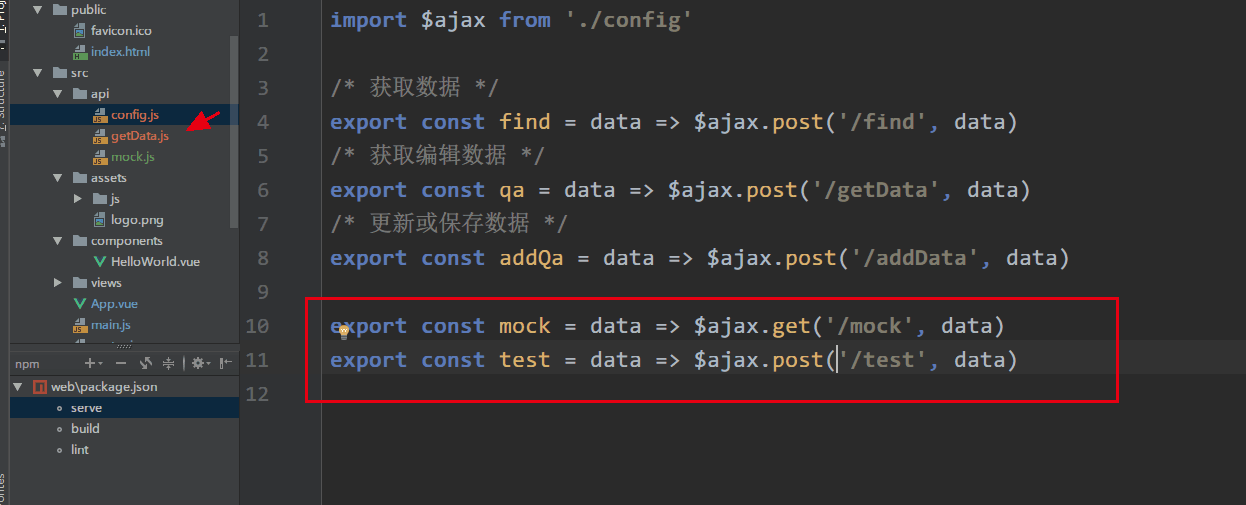 public
favicon.ico
index.html
src
api
config.js
getData.js
mock.js
assets
js
logo.png
components
HelloWorld.vue
views
App.vue
main.js
npm
web\package.json
serve
build
lint
1 import $ajax from './config'
2
3 /* 获取数据 */
4 export const find = data => $ajax.post('/find', data)
5 /* 获取编辑数据 */
6 export const qa = data => $ajax.post('/getData', data)
7 /* 更新或保存数据 */
8 export const addQa = data => $ajax.post('/addData', data)
9
10 export const mock = data => $ajax.get('/mock', data)
11 export const test = data => $ajax.post('/test', data)
12